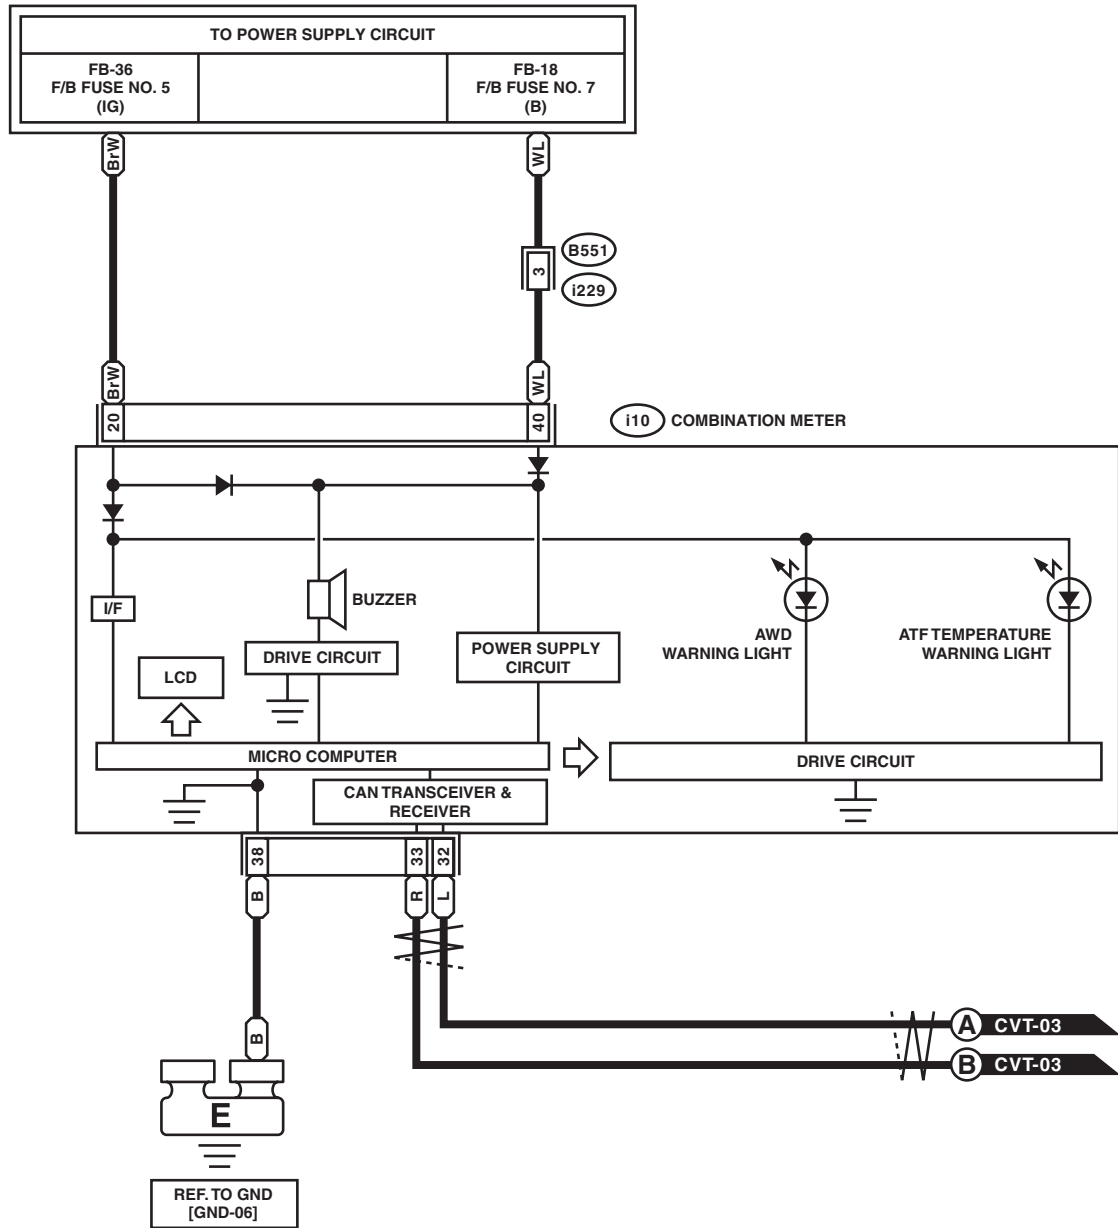 TO POWER SUPPLY CIRCUIT
FB-36
F/B FUSE NO. 5
(IG)
FB-18
F/B FUSE NO. 7
(B)
BrW
WL
B551
3
i229
BrW
WL
20
40
i10 COMBINATION METER
I/F
BUZZER
DRIVE CIRCUIT
POWER SUPPLY
CIRCUIT
AWD
WARNING LIGHT
ATF TEMPERATURE
WARNING LIGHT
LCD
MICRO COMPUTER
DRIVE CIRCUIT
CAN TRANSCEIVER &
RECEIVER
38
33
32
B
R
L
A CVT-03
B CVT-03
B
E
REF. TO GND
[GND-06]